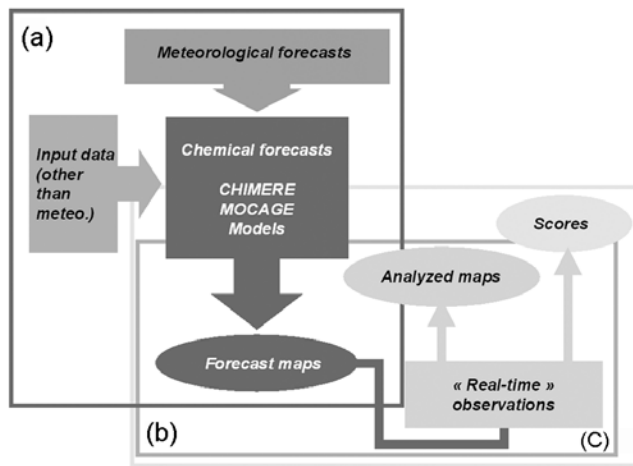 (a)
Meteorological forecasts
Input data
(other
than
meteo.)
Chemical forecasts
CHIMERE
MOCAGE
Models
Scores
Analyzed maps
Forecast maps
« Real-time »
observations
(b)
(C)